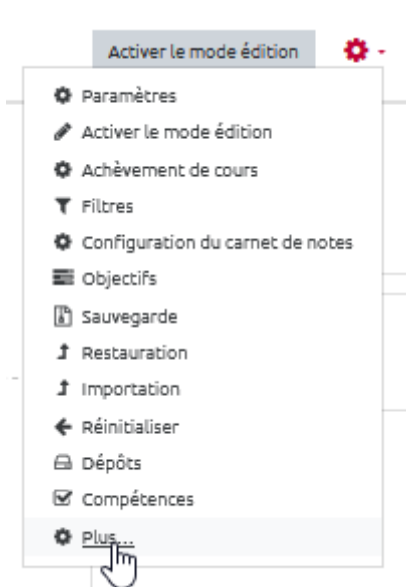 Activer le mode édition
Paramètres
Activer le mode édition
Achèvement de cours
Filtres
Configuration du carnet de notes
Objectifs
Sauvegarde
Restauration
Importation
Réinitialiser
Dépôts
Compétences
Plus...